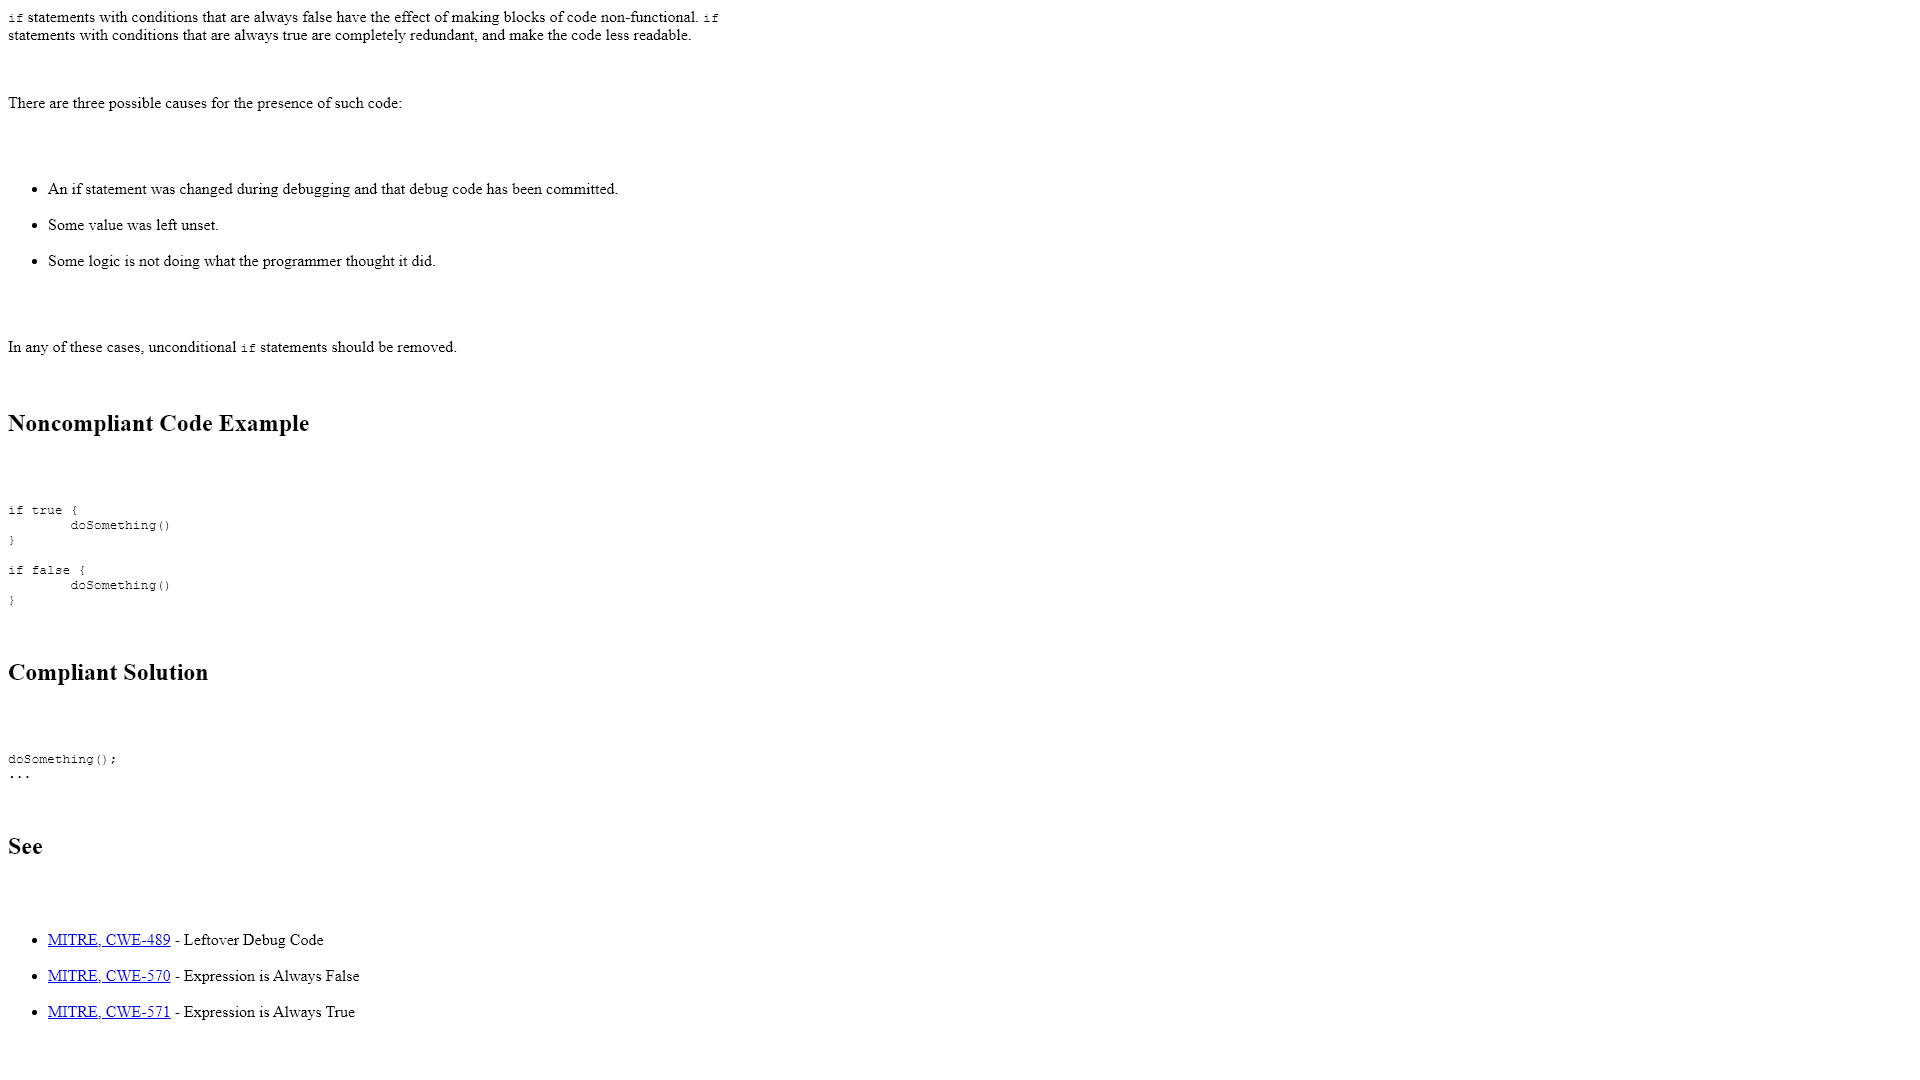 if statements with conditions that are always false have the effect of making blocks of code non-functional. if
statements with conditions that are always true are completely redundant, and make the code less readable.
There are three possible causes for the presence of such code:
• An if statement was changed during debugging and that debug code has been committed.
• Some value was left unset.
• Some logic is not doing what the programmer thought it did.
In any of these cases, unconditional if statements should be removed.
Noncompliant Code Example
if true {
        doSomething()
}
if false {
        doSomething()
}
Compliant Solution
doSomething();
...
See
• MITRE, CWE-489 - Leftover Debug Code
• MITRE, CWE-570 - Expression is Always False
• MITRE, CWE-571 - Expression is Always True